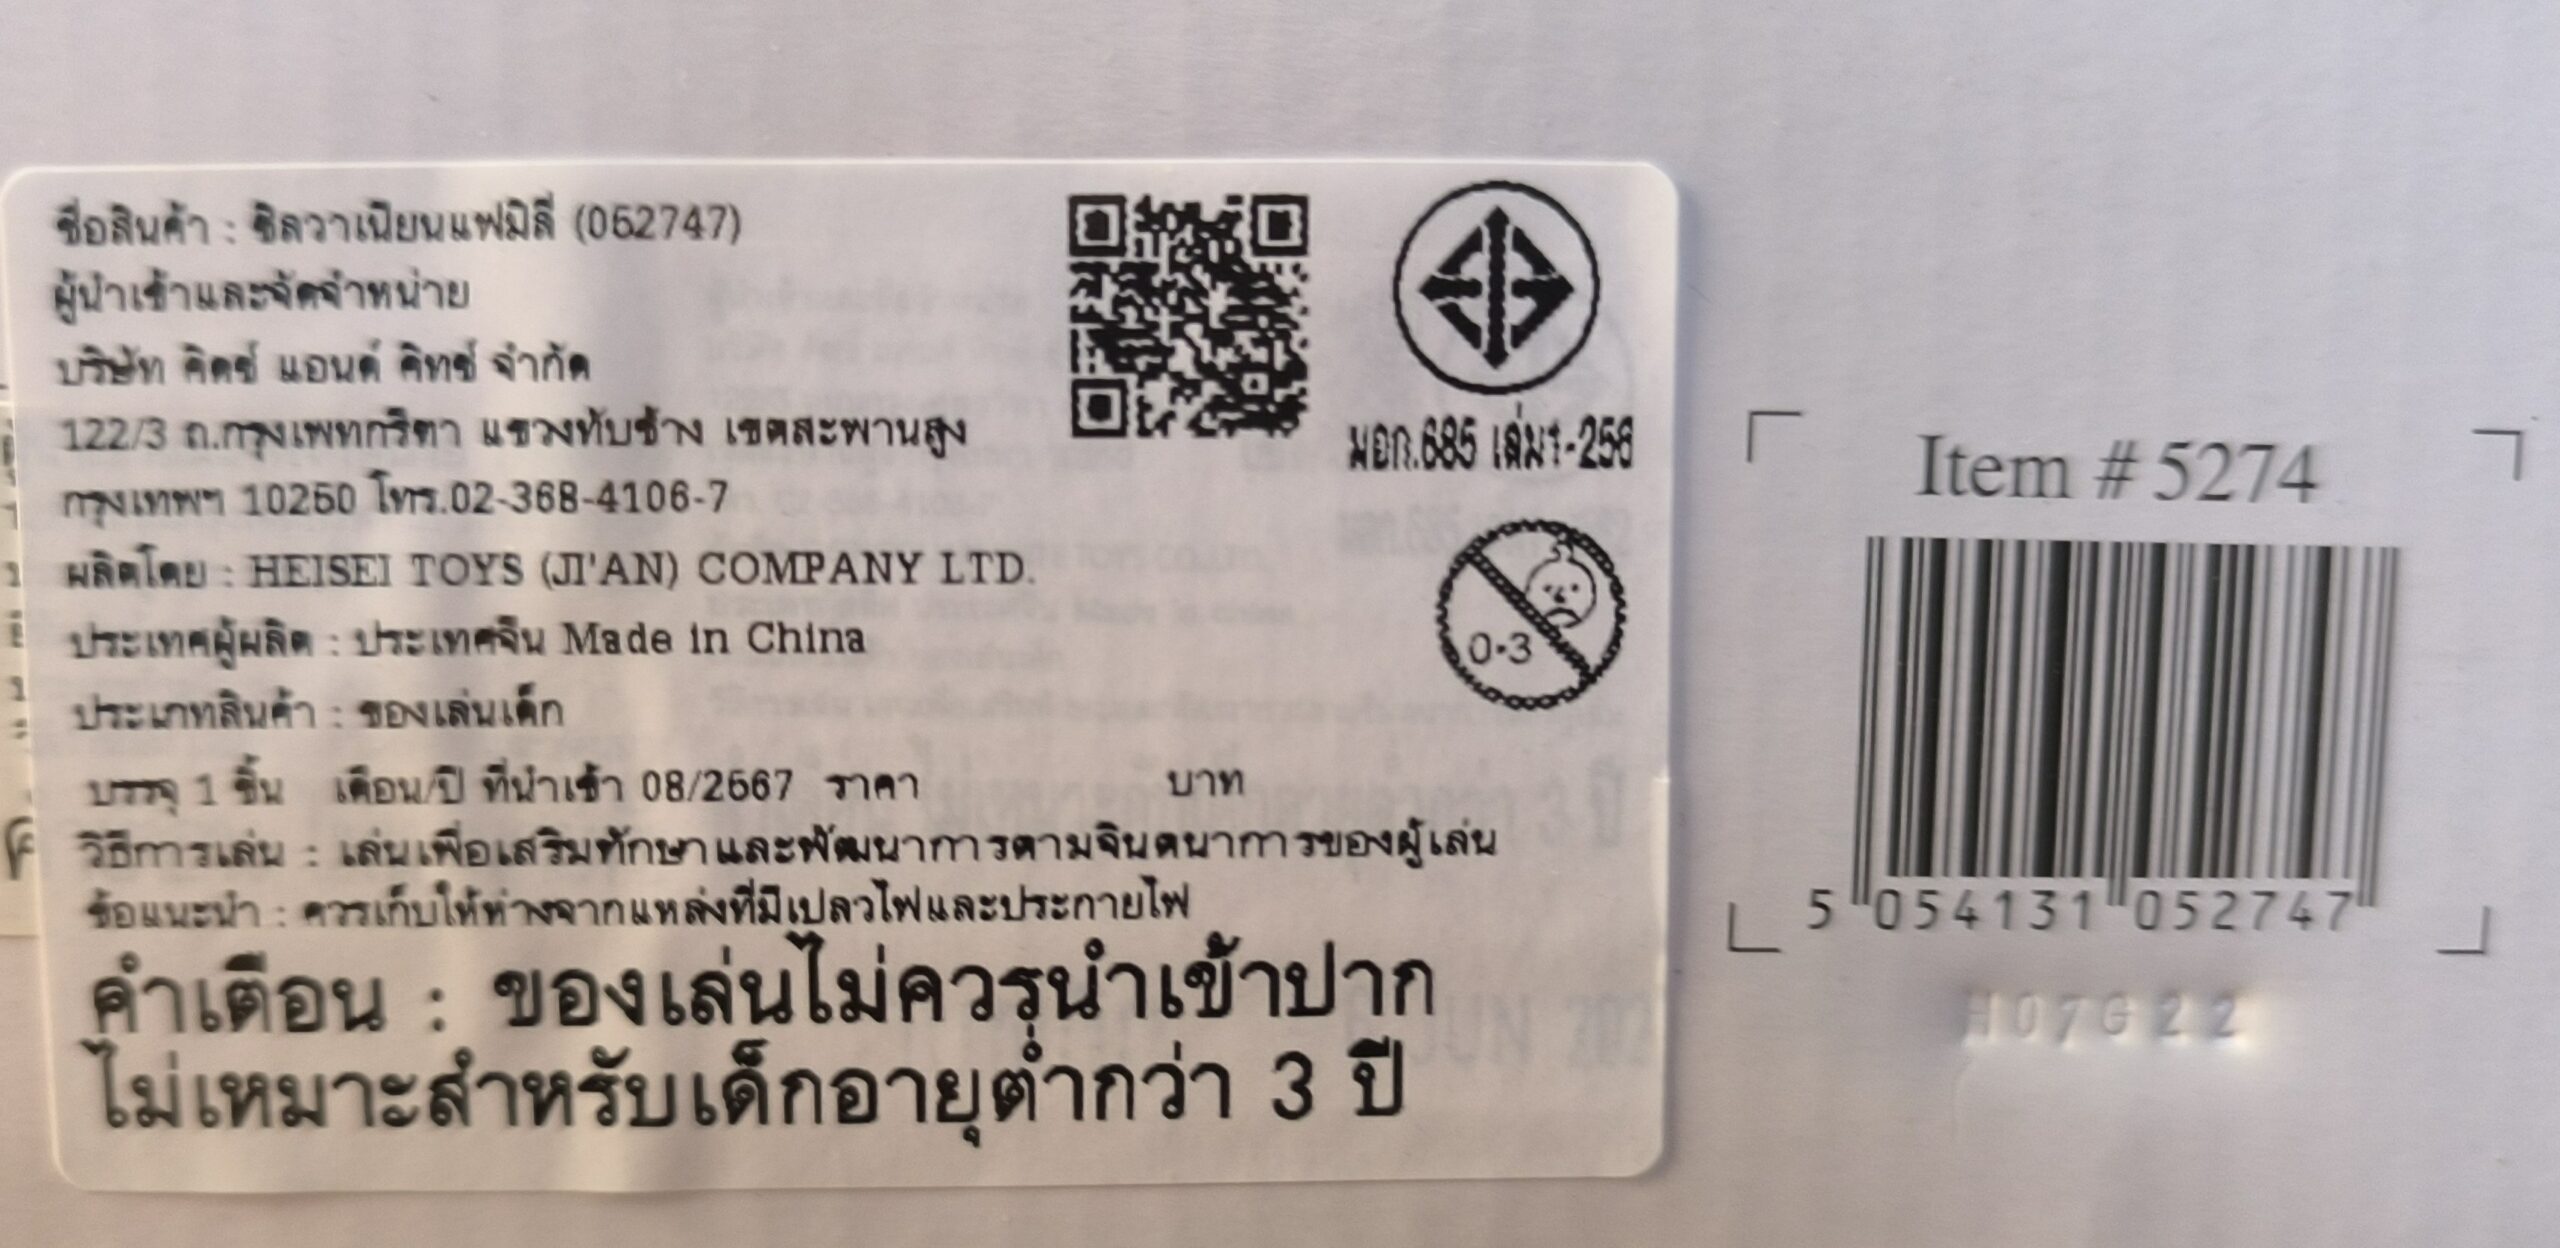 ชื่อสินค้า : ซิลวาเนียนแฟมิลี่ (052747)
ผู้นำเข้าและจัดจำหน่าย
บริษัท คิดซ์ แอนด์ คิทซ์ จำกัด
122/3 ถ.กรุงเทพกรีฑา แขวงทับช้าง เขตสะพานสูง
กรุงเทพฯ 10250 โทร.02-368-4106-7
ผลิตโดย : HEISEI TOYS (JI'AN) COMPANY LTD.
ประเทศผู้ผลิต : ประเทศจีน Made in China
ประเภทสินค้า : ของเล่นเด็ก
บรรจุ 1 ชิ้น เดือน/ปี ที่นำเข้า 08/2567 ราคา บาท
วิธีการเล่น : เล่นเพื่อเสริมทักษาและพัฒนาการตามจินตนาการของผู้เล่น
ข้อแนะนำ : ควรเก็บให้ห่างจากแหล่งที่มีเปลวไฟและประกายไฟ
คำเตือน : ของเล่นไม่ควรนำเข้าปาก
ไม่เหมาะสำหรับเด็กอายุต่ำกว่า 3 ปี
มอก.685 เล่ม1-256
0-3
Item # 5274
5 054131 052747
H07G22